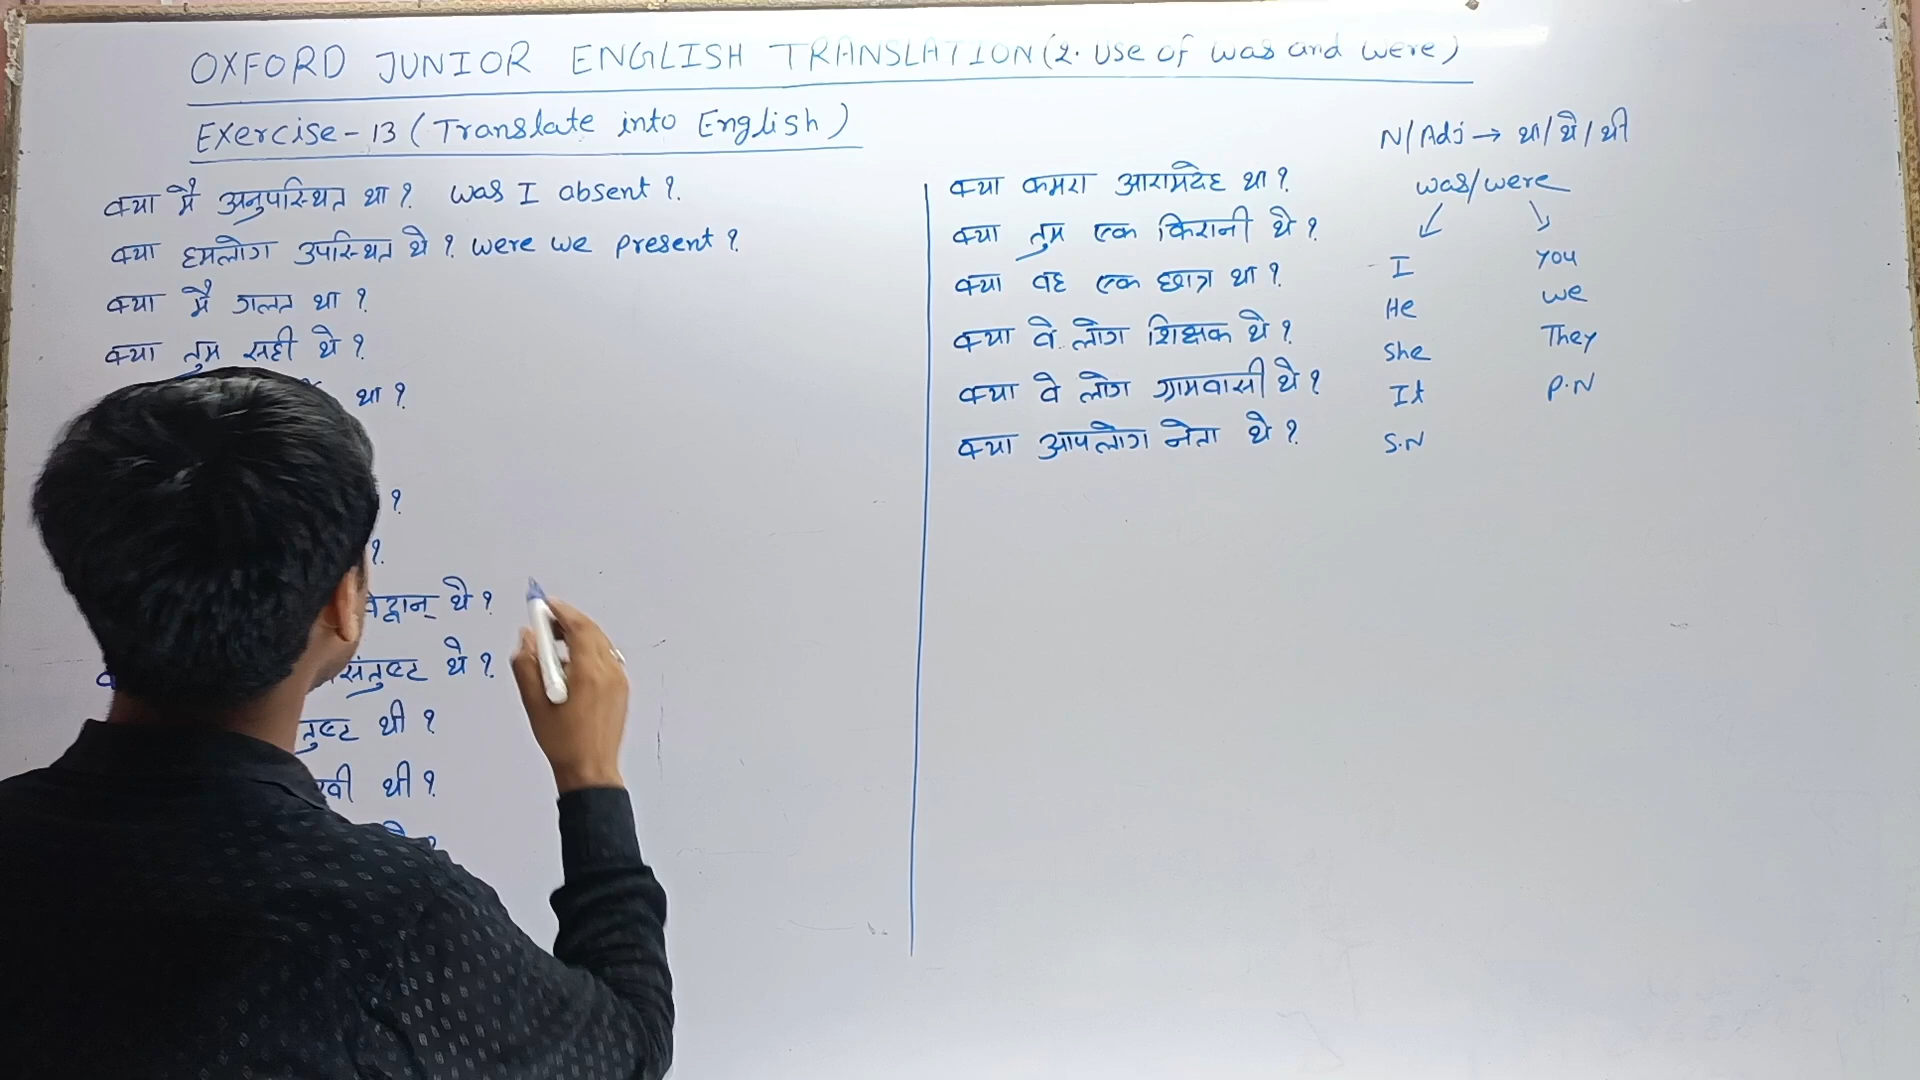 OXFORD JUNIOR ENGLISH TRANSLATION (2. Use of was and were)
Exercise-13 (Translate into English)
क्या मैं अनुपस्थित था? was I absent?
क्या हमलोग उपस्थित थे? were we present?
क्या मैं गलत था?
क्या तुम सही थे?
था?
?
?
विद्वान् थे?
संतुष्ट थे?
तुष्ट थी?
थी?
क्या कमरा आरामदेह था?
क्या तुम एक किरानी थे?
क्या वह एक छात्र था?
क्या वे लोग शिक्षक थे?
क्या वे लोग ग्रामवासी थे?
क्या आपलोग नेता थे?
N/Adj → था/थे/थी
was/were
I
He
She
It
S.N
You
we
They
P.N